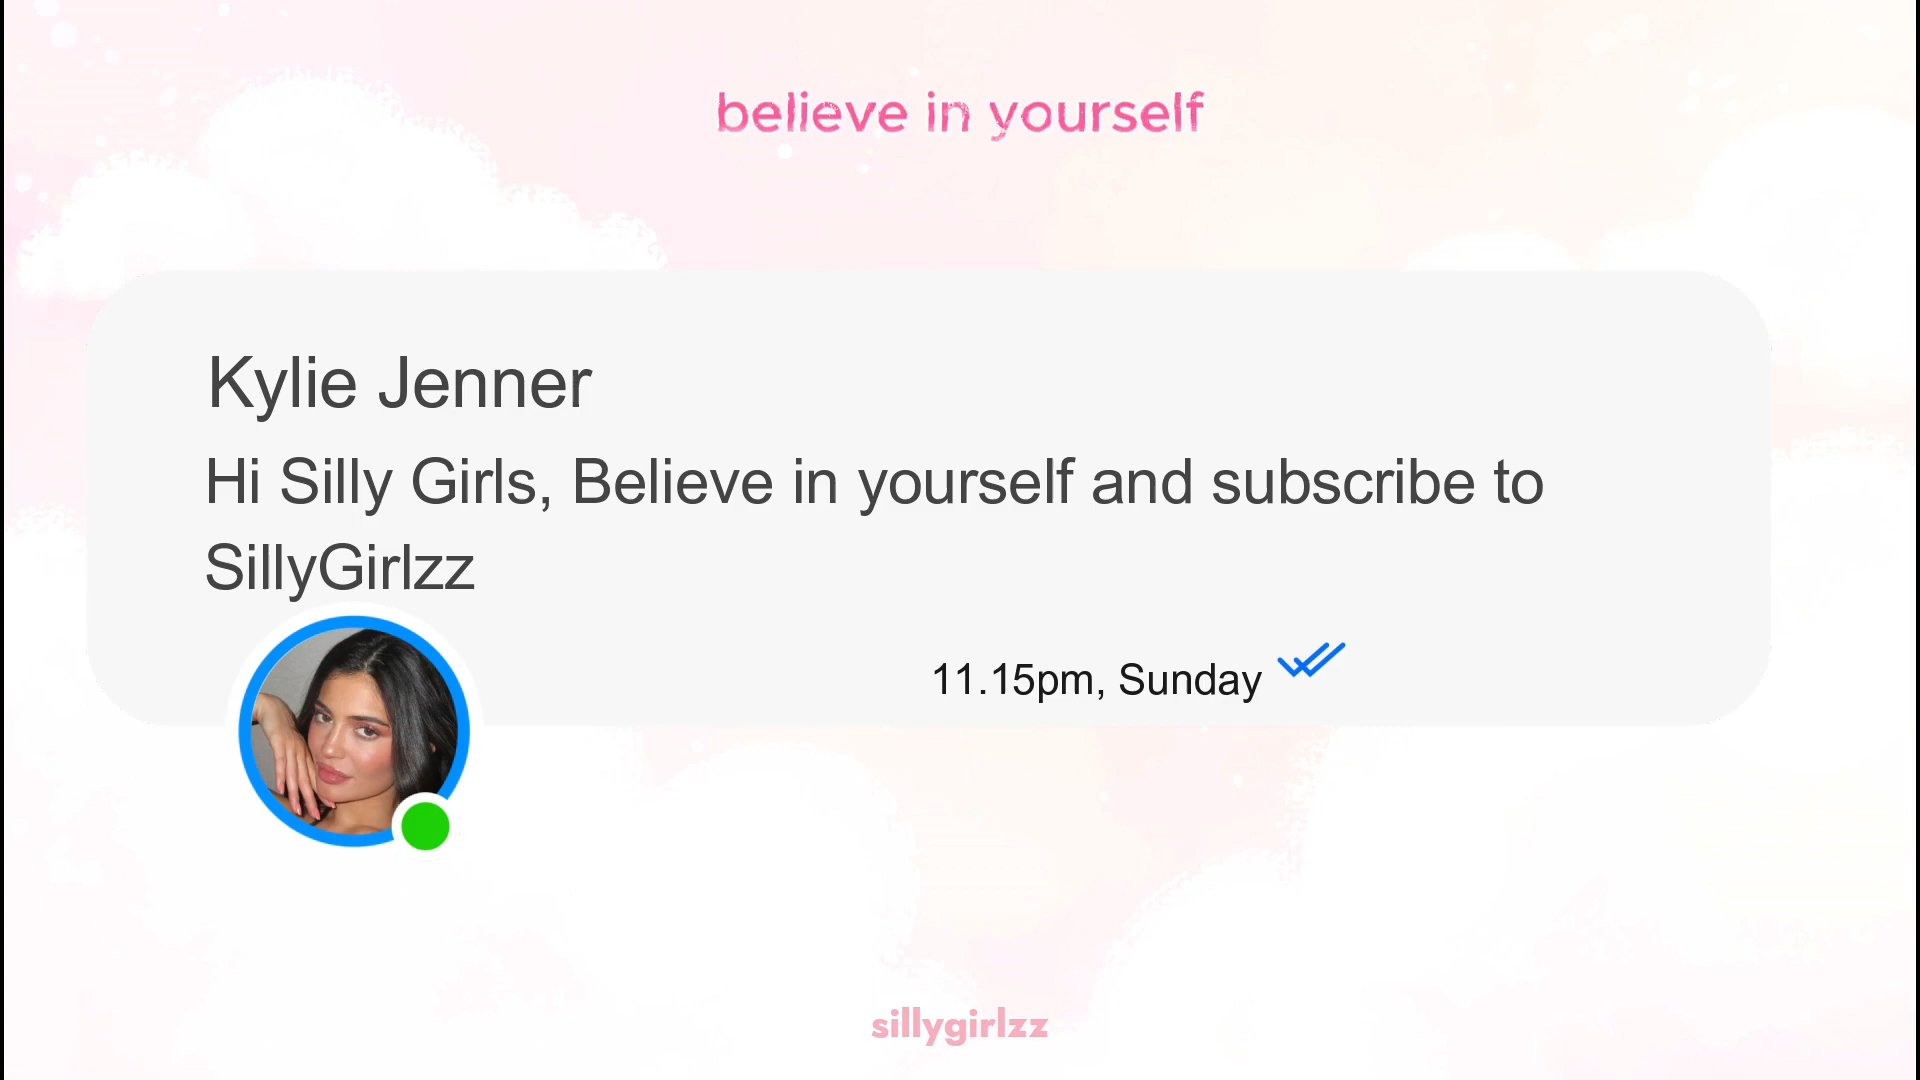 believe in yourself
Kylie Jenner
Hi Silly Girls, Believe in yourself and subscribe to
SillyGirlzz
11.15pm, Sunday
sillygirlzz